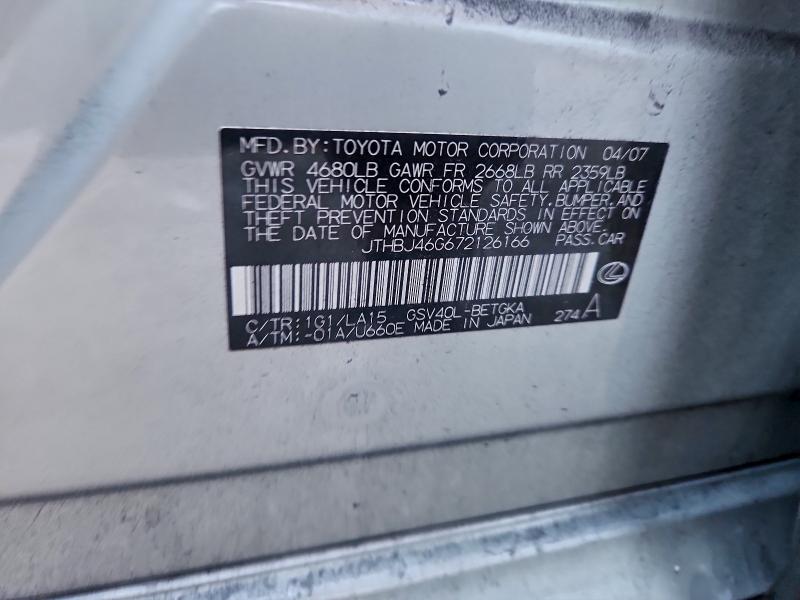 MFD.BY:TOYOTA MOTOR CORPORATION 04/07
GVWR 4680LB GAWR FR 2668LB RR 2359LB
THIS VEHICLE CONFORMS TO ALL APPLICABLE
FEDERAL MOTOR VEHICLE SAFETY,BUMPER,AND
THEFT PREVENTION STANDARDS IN EFFECT ON
THE DATE OF MANUFACTURE SHOWN ABOVE.
JTHBJ46G672126166 PASS.CAR
C/TR:1G1/LA15 GSV40L-BETGKA
A/TM:-01A/U660E MADE IN JAPAN 274A